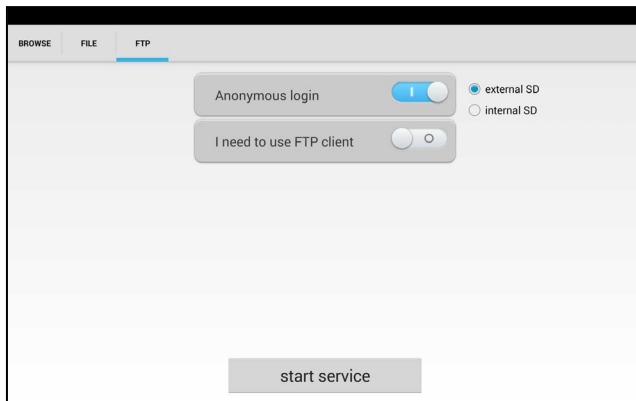 BROWSE FILE FTP
Anonymous login
external SD
internal SD
I need to use FTP client
start service